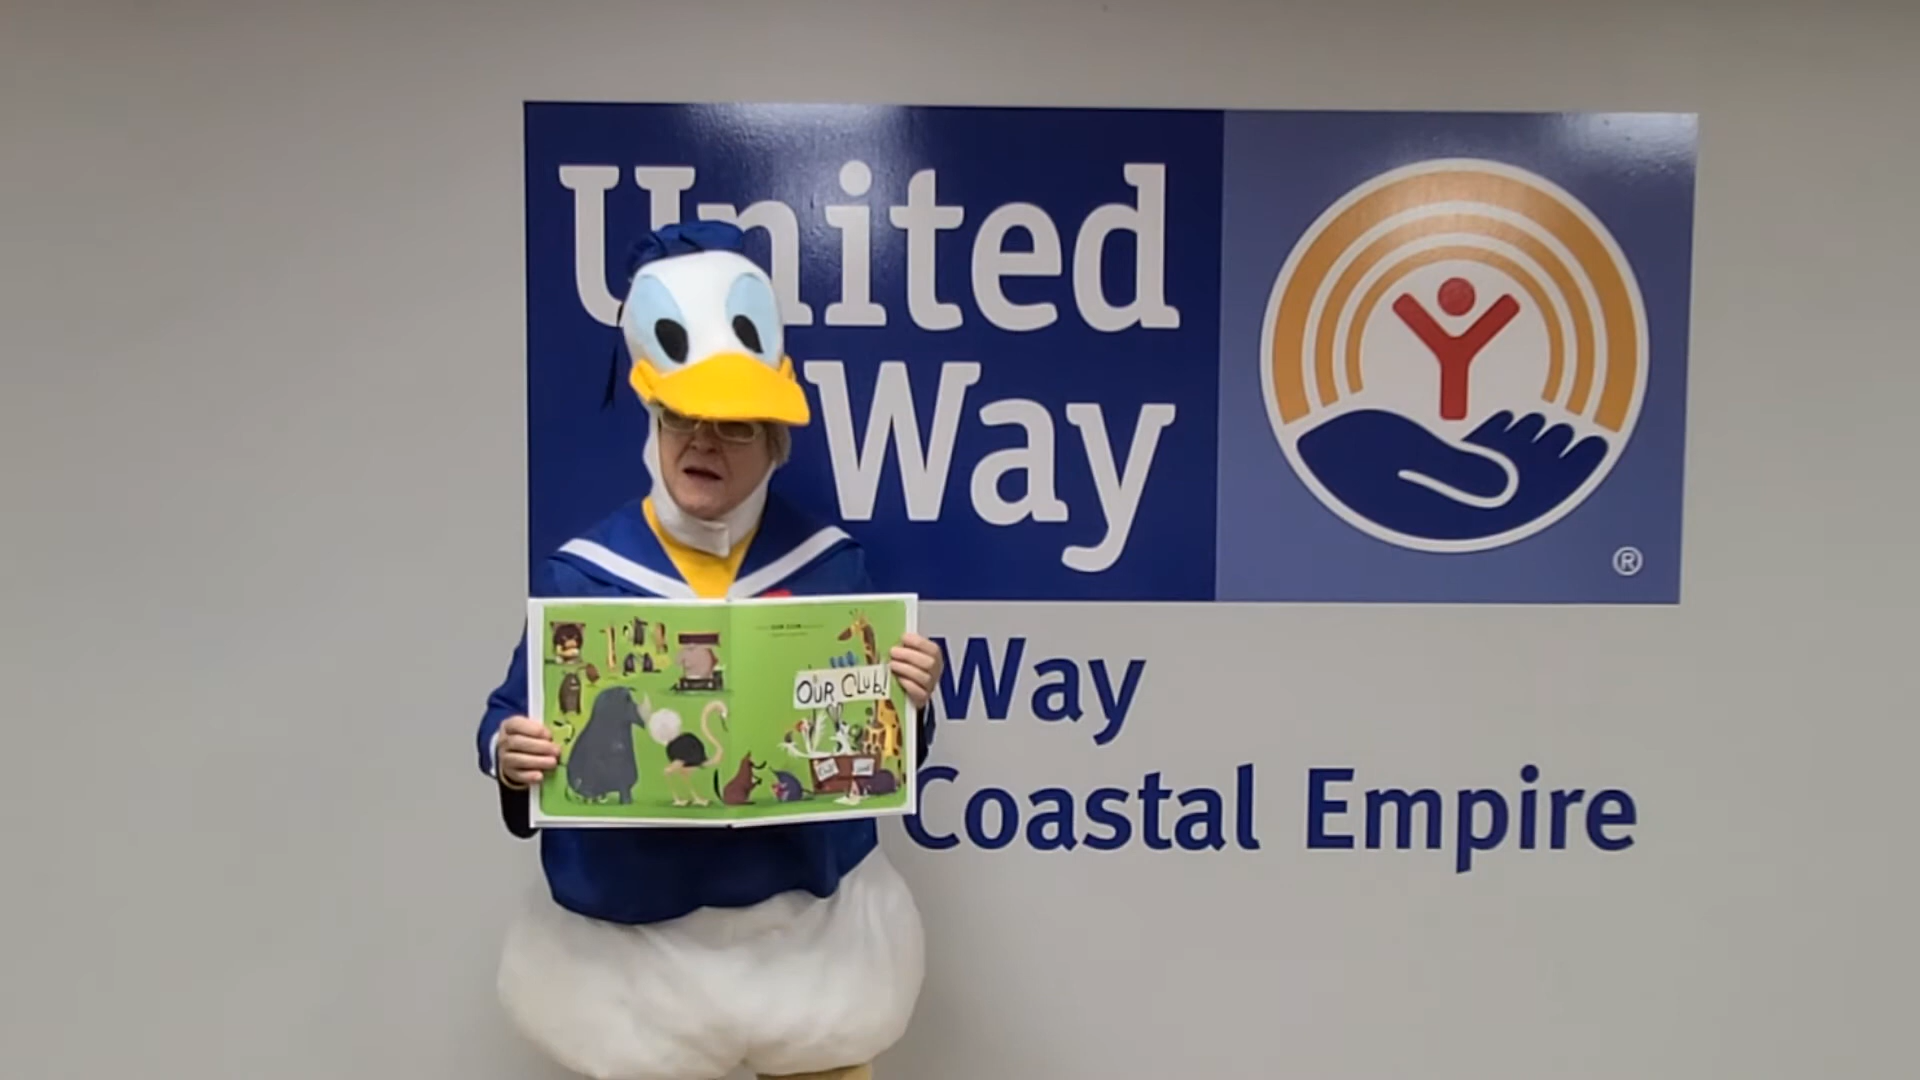 United
Way
®
Way
Coastal Empire
OUR CLUB!